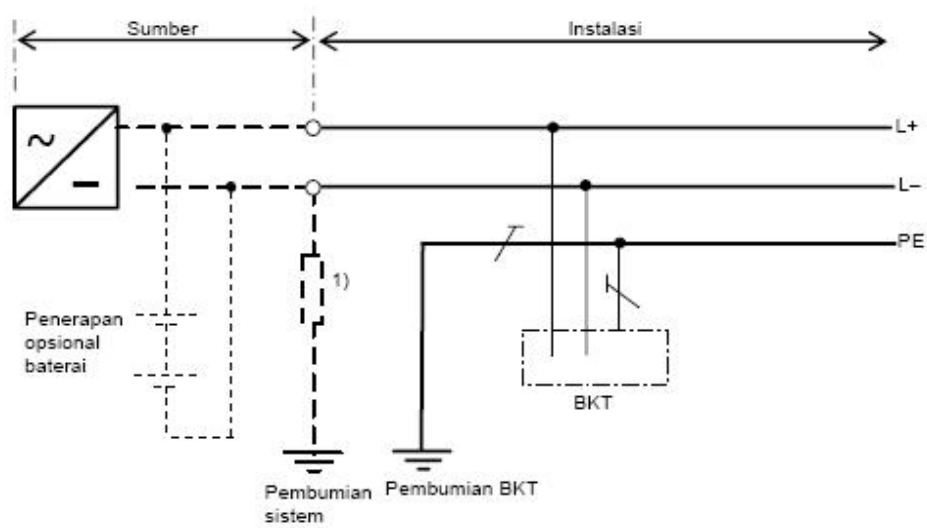 Sumber
Instalasi
~
L+
–
L–
PE
1)
Penerapan
opsional
baterai
BKT
Pembumian
sistem
Pembumian BKT